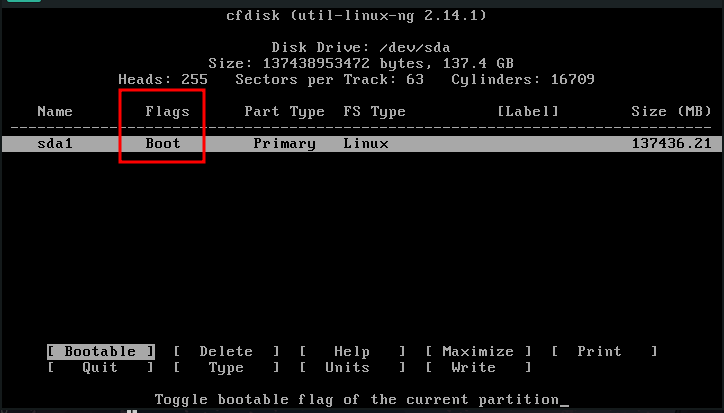 cfdisk (util-linux-ng 2.14.1)
Disk Drive: /dev/sda
Size: 137438953472 bytes, 137.4 GB
Heads: 255   Sectors per Track: 63   Cylinders: 16709
Name   Flags   Part Type   FS Type   [Label]   Size (MB)
sda1   Boot   Primary   Linux   137436.21
[ Bootable ]   [ Delete ]   [ Help ]   [ Maximize ]   [ Print ]
[ Quit ]   [ Type ]   [ Units ]   [ Write ]
Toggle bootable flag of the current partition_